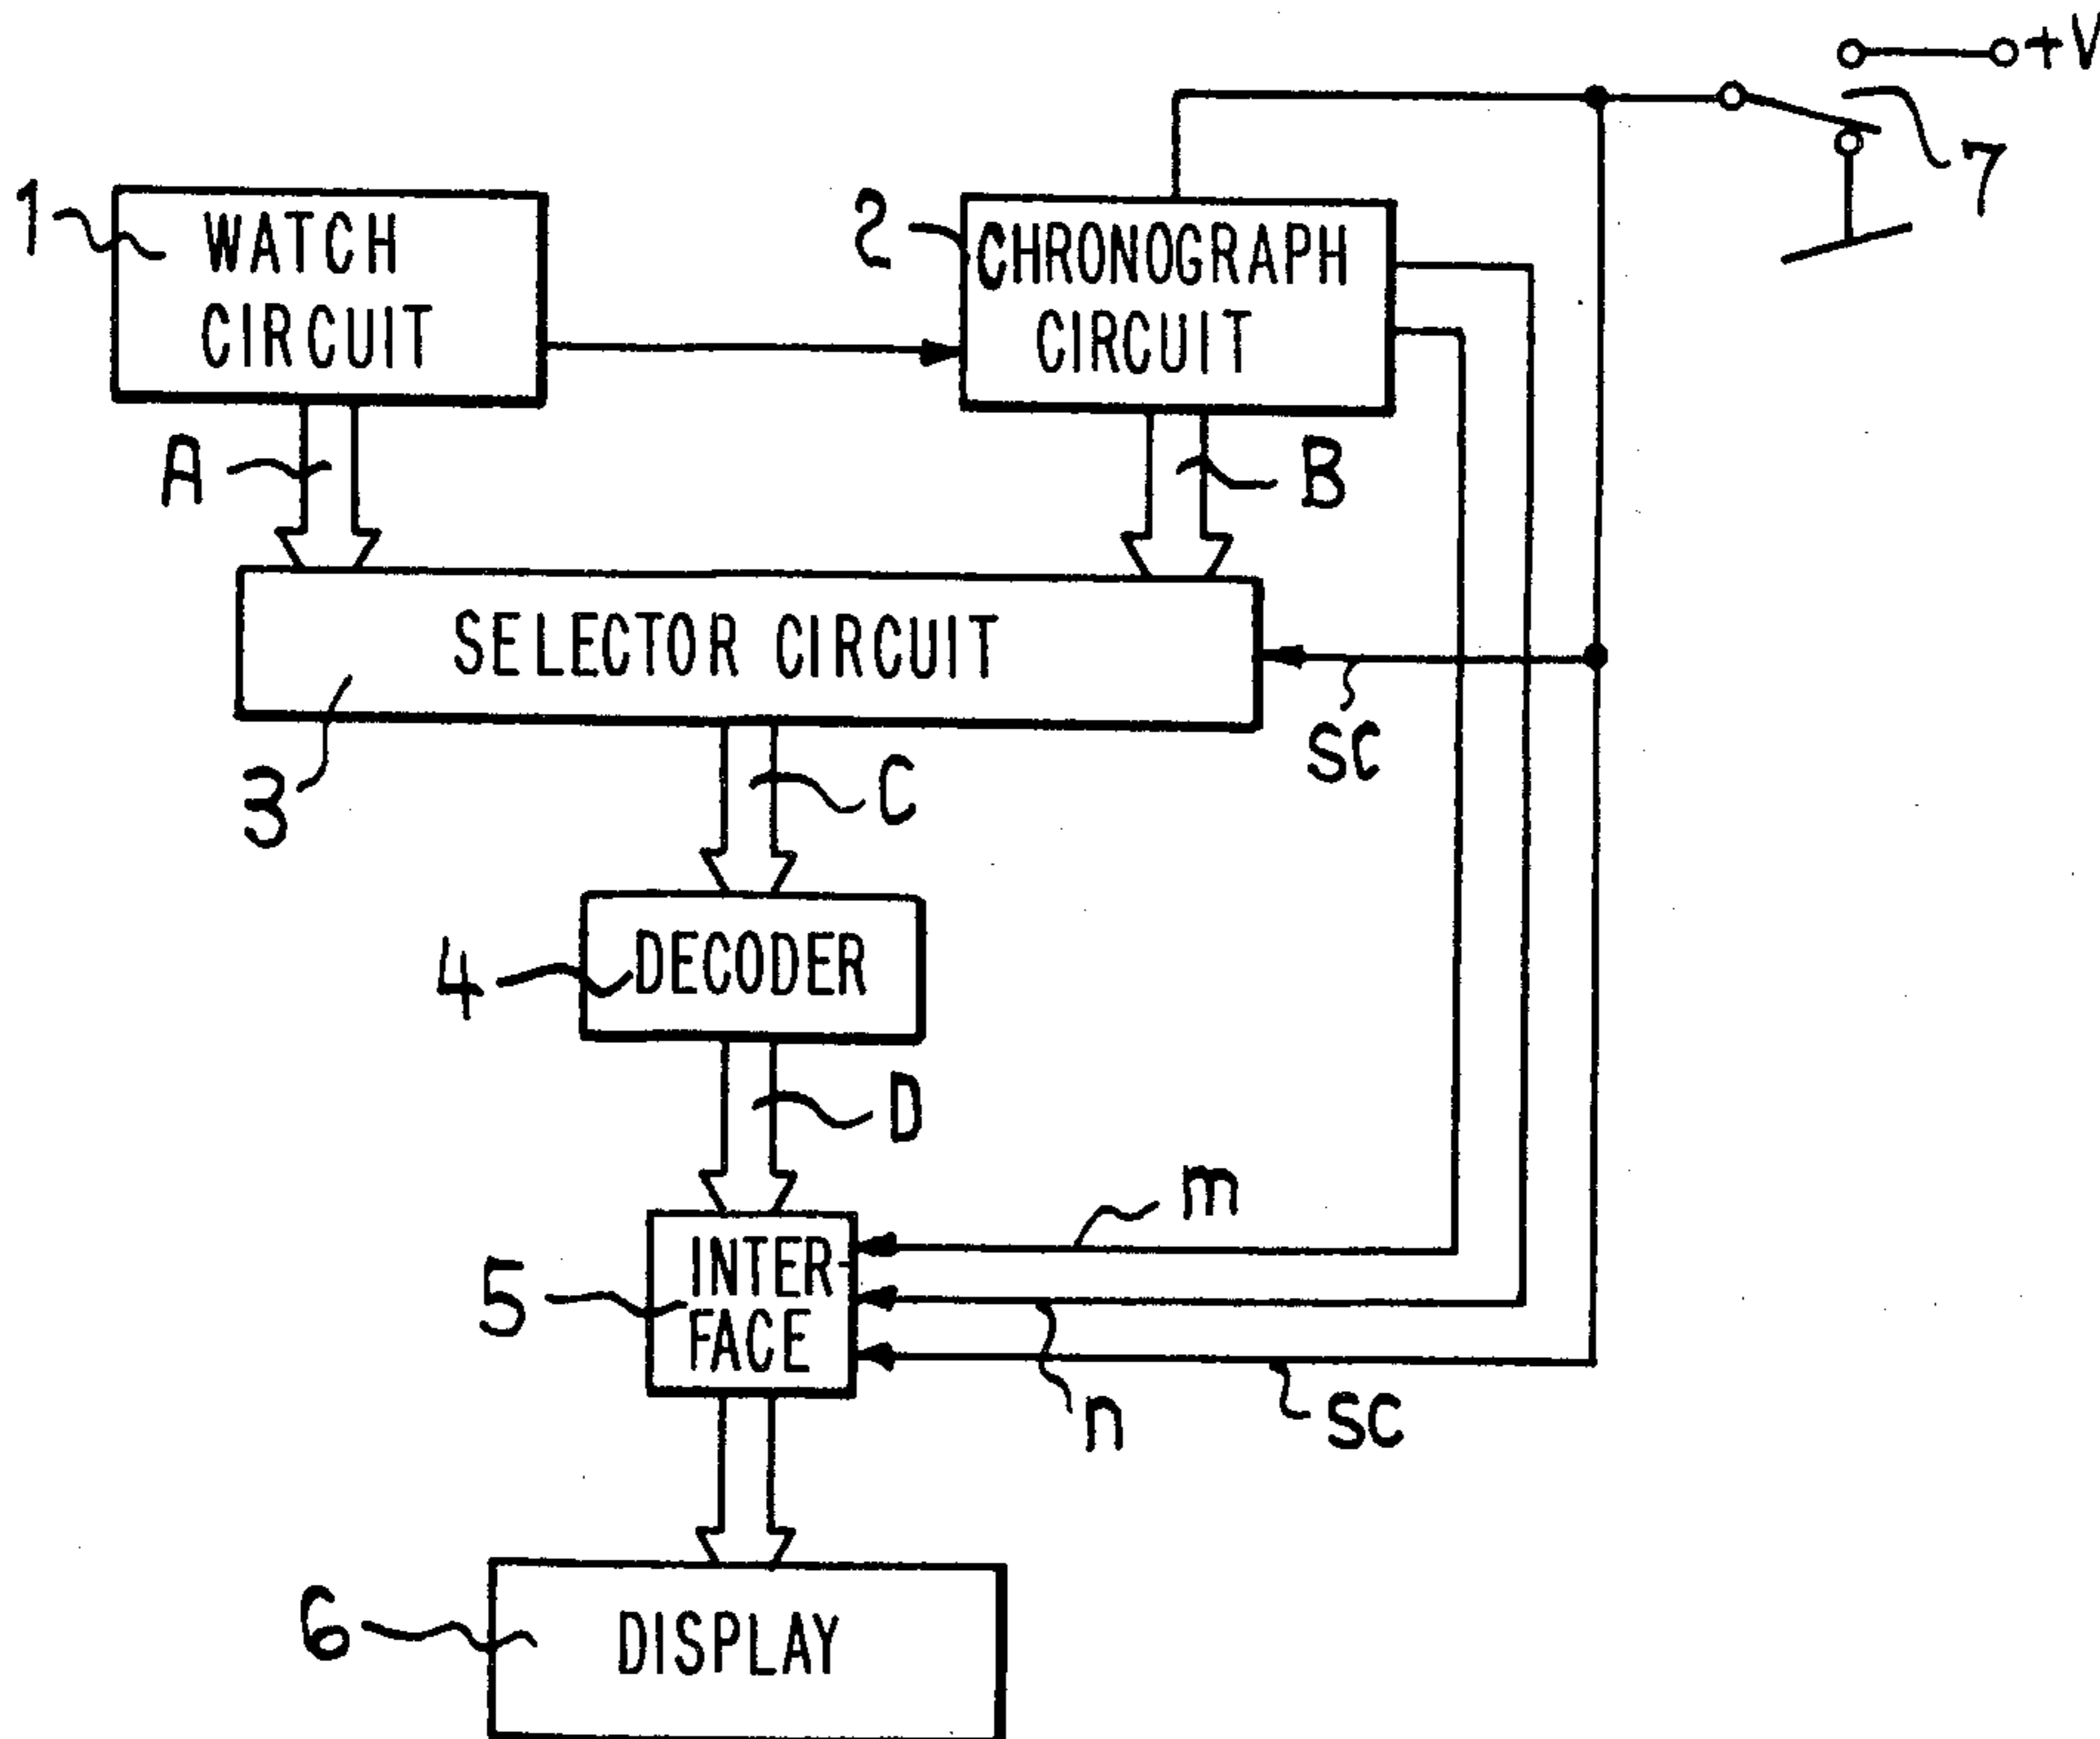 +V
7
1
WATCH
CIRCUIT
2
CHRONOGRAPH
CIRCUIT
A
B
SELECTOR CIRCUIT
3
SC
C
4
DECODER
D
m
5
INTER-
FACE
n
SC
6
DISPLAY